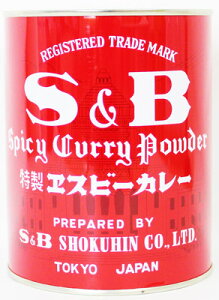 REGISTERED TRADE MARK
S&B
Spicy Curry Powder
特製ヱスビーカレー
PREPARED BY
S&B SHOKUHIN CO., LTD.
TOKYO JAPAN